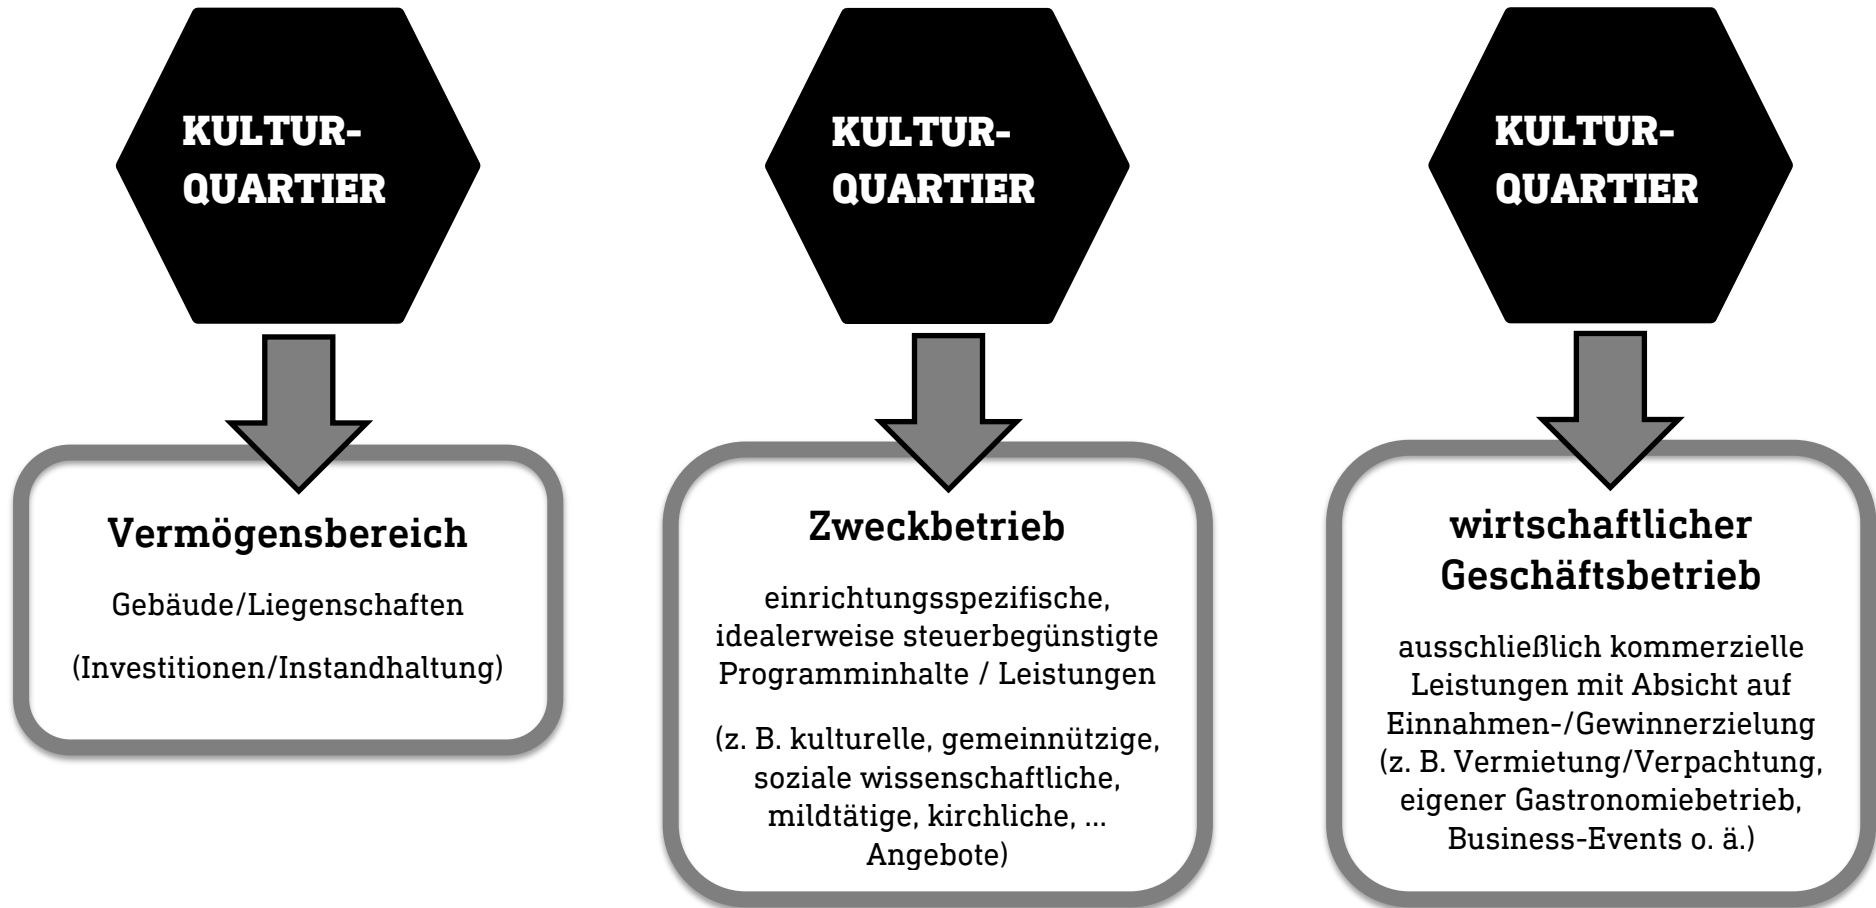 KULTUR-
QUARTIER
Vermögensbereich
Gebäude/Liegenschaften
(Investitionen/Instandhaltung)
KULTUR-
QUARTIER
Zweckbetrieb
einrichtungsspezifische,
idealerweise steuerbegünstigte
Programminhalte / Leistungen
(z. B. kulturelle, gemeinnützige,
soziale wissenschaftliche,
mildtätige, kirchliche, ...
Angebote)
KULTUR-
QUARTIER
wirtschaftlicher
Geschäftsbetrieb
ausschließlich kommerzielle
Leistungen mit Absicht auf
Einnahmen-/Gewinnerzielung
(z. B. Vermietung/Verpachtung,
eigener Gastronomiebetrieb,
Business-Events o. ä.)